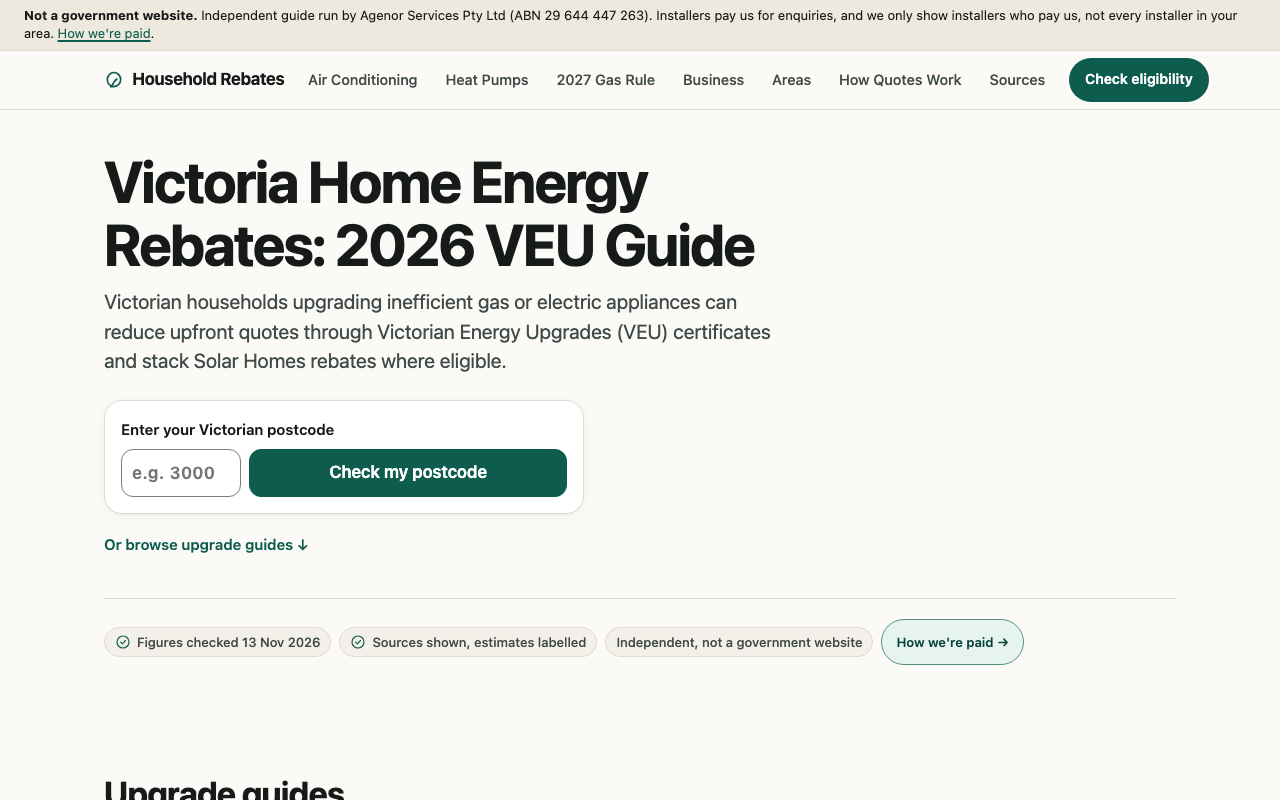 Not a government website. Independent guide run by Agenor Services Pty Ltd (ABN 29 644 447 263). Installers pay us for enquiries, and we only show installers who pay us, not every installer in your
area. How we're paid.
Household Rebates Air Conditioning Heat Pumps 2027 Gas Rule Business Areas How Quotes Work Sources Check eligibility
Victoria Home Energy
Rebates: 2026 VEU Guide
Victorian households upgrading inefficient gas or electric appliances can
reduce upfront quotes through Victorian Energy Upgrades (VEU) certificates
and stack Solar Homes rebates where eligible.
Enter your Victorian postcode
e.g. 3000 Check my postcode
Or browse upgrade guides ↓
Figures checked 13 Nov 2026 Sources shown, estimates labelled Independent, not a government website How we're paid →
Upgrade guides